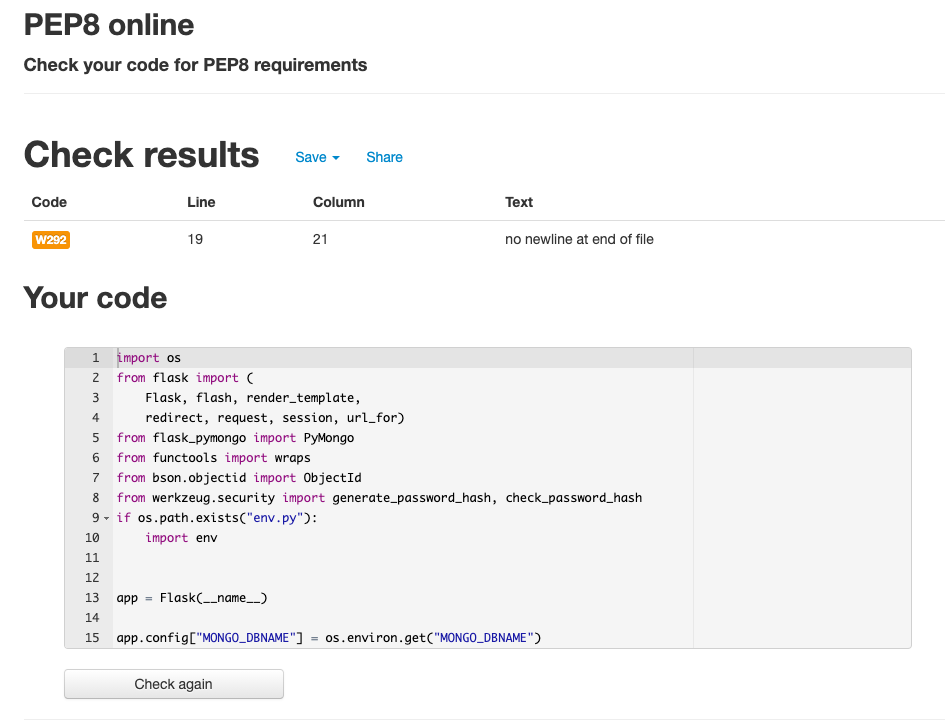 PEP8 online
Check your code for PEP8 requirements
Check results Save Share
Code Line Column Text
W292 19 21 no newline at end of file
Your code
1 import os
2 from flask import (
3     Flask, flash, render_template,
4     redirect, request, session, url_for)
5 from flask_pymongo import PyMongo
6 from functools import wraps
7 from bson.objectid import ObjectId
8 from werkzeug.security import generate_password_hash, check_password_hash
9 if os.path.exists("env.py"):
10     import env
11
12
13 app = Flask(__name__)
14
15 app.config["MONGO_DBNAME"] = os.environ.get("MONGO_DBNAME")
Check again